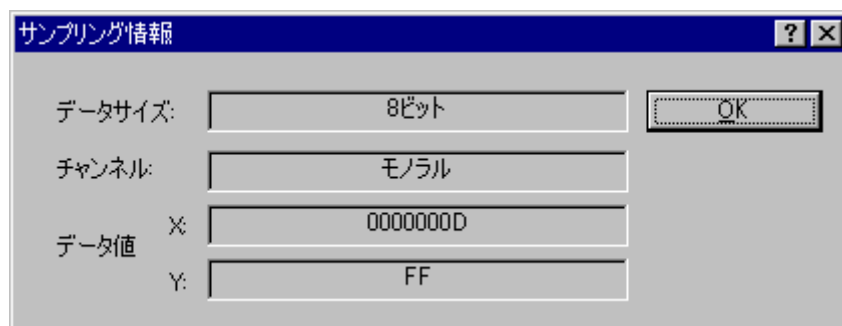 サンプリング情報
データサイズ: 8ビット OK
チャンネル: モノラル
データ値
X: 0000000D
Y: FF